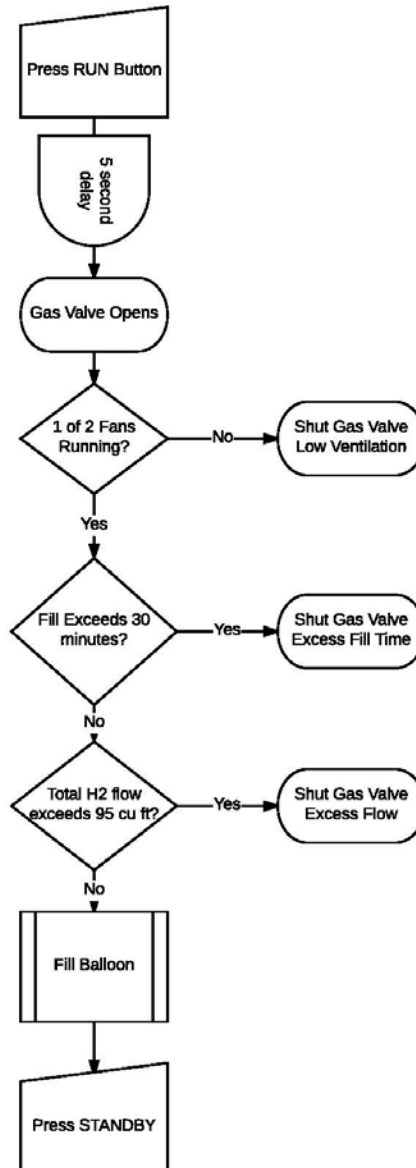 Press RUN Button
5 second
delay
Gas Valve Opens
1 of 2 Fans
Running?
No
Shut Gas Valve
Low Ventilation
Yes
Fill Exceeds 30
minutes?
Yes
Shut Gas Valve
Excess Fill Time
No
Total H2 flow
exceeds 95 cu ft?
Yes
Shut Gas Valve
Excess Flow
No
Fill Balloon
Press STANDBY